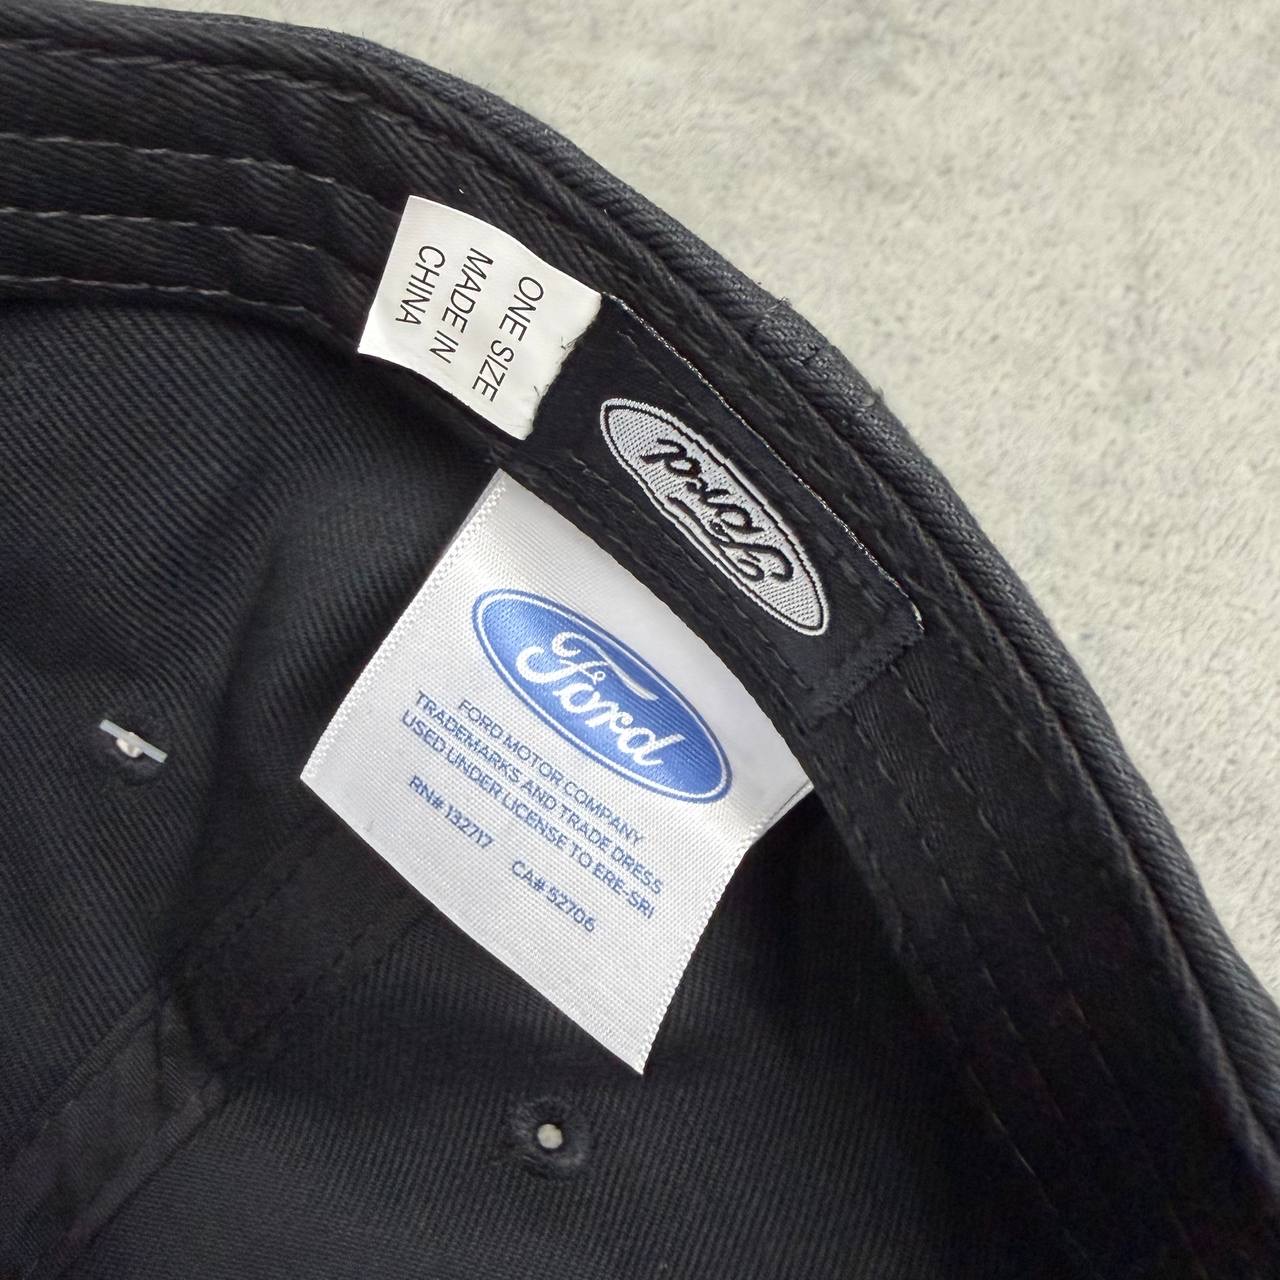 ONE SIZE
MADE IN
CHINA
Ford
Ford
FORD MOTOR COMPANY
TRADEMARKS AND TRADE DRESS
USED UNDER LICENSE TO ERE-SRI
RN# 132717 CA# 52706